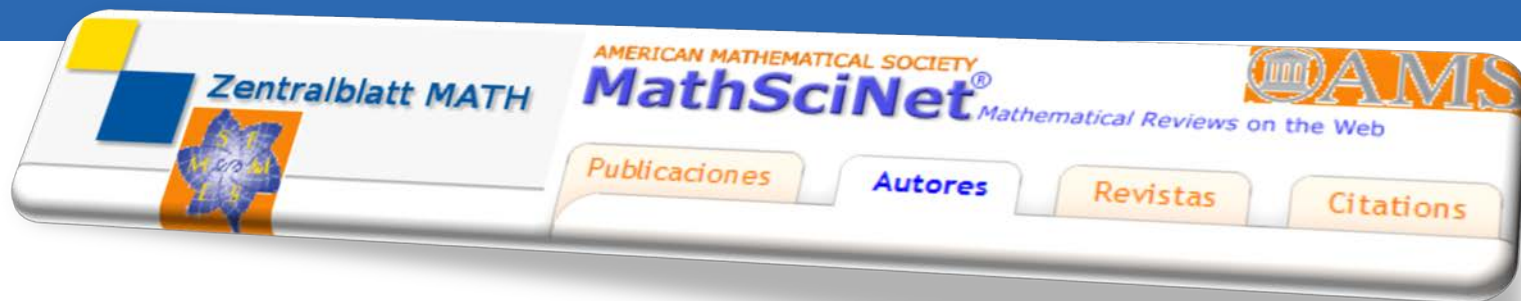 Zentralblatt MATH
AMERICAN MATHEMATICAL SOCIETY
MathSciNet®
Mathematical Reviews on the Web
AMS
Publicaciones
Autores
Revistas
Citations